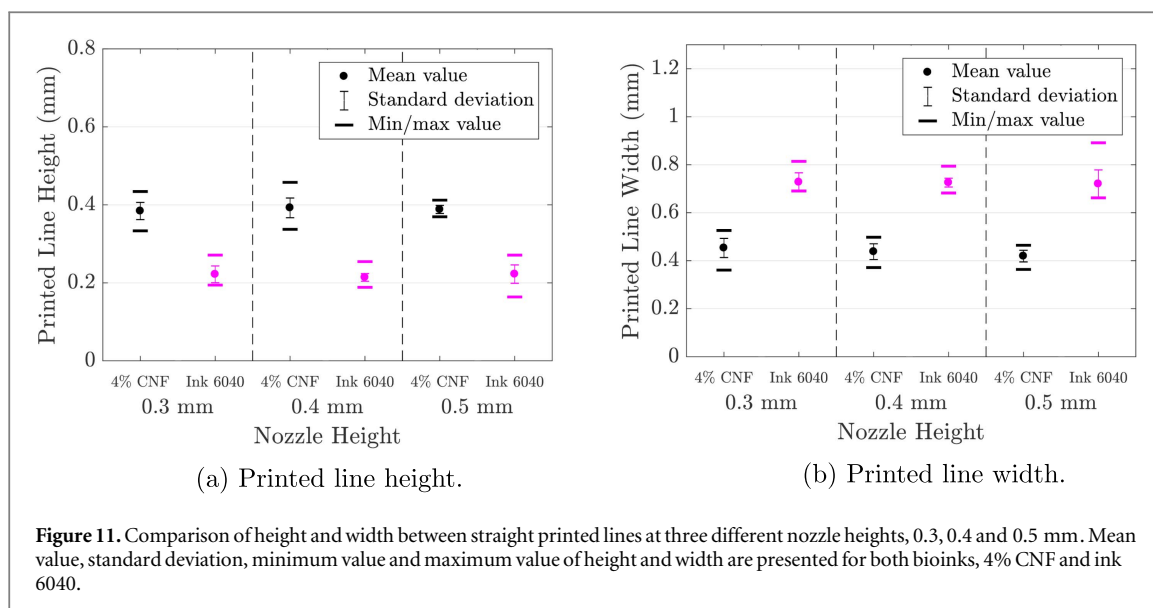 0.8
0.6
0.4
0.2
0
Printed Line Height (mm)
Mean value
Standard deviation
Min/max value
4% CNF Ink 6040 4% CNF Ink 6040 4% CNF Ink 6040
0.3 mm 0.4 mm 0.5 mm
Nozzle Height
(a) Printed line height.
1.2
1
0.8
0.6
0.4
0.2
0
Printed Line Width (mm)
Mean value
Standard deviation
Min/max value
4% CNF Ink 6040 4% CNF Ink 6040 4% CNF Ink 6040
0.3 mm 0.4 mm 0.5 mm
Nozzle Height
(b) Printed line width.
Figure 11. Comparison of height and width between straight printed lines at three different nozzle heights, 0.3, 0.4 and 0.5 mm. Mean
value, standard deviation, minimum value and maximum value of height and width are presented for both bioinks, 4% CNF and ink
6040.